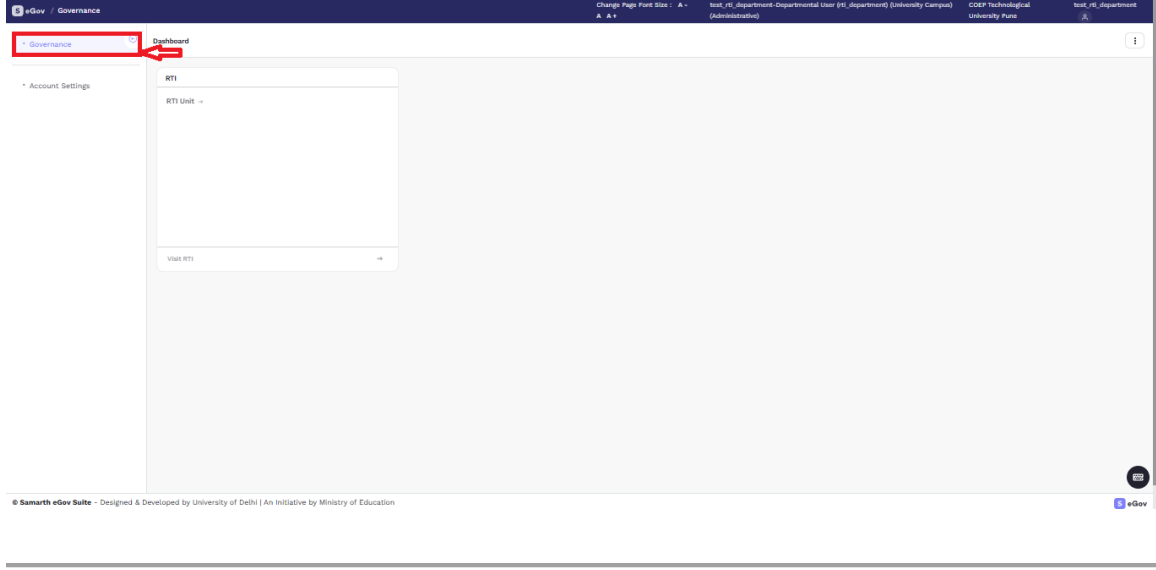 S eGov / Governance
Change Page Font Size : A -
A A +
test_rti_department-Departmental User (rti_department) (University Campus)
(Administrative)
COEP Technological
University Pune
test_rti_department
Governance
Dashboard
Account Settings
RTI
RTI Unit →
Visit RTI →
© Samarth eGov Suite - Designed & Developed by University of Delhi | An Initiative by Ministry of Education
S eGov